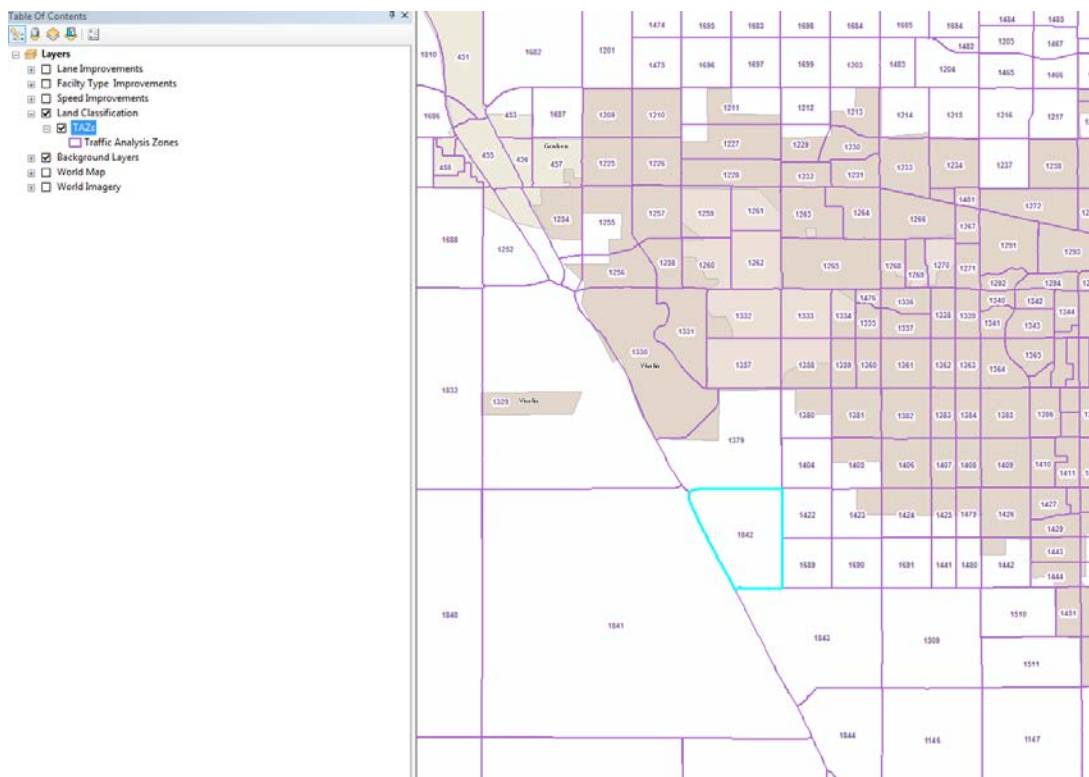 Table Of Contents
Layers
Lane Improvements
Facilty Type Improvements
Speed Improvements
Land Classification
TAZs
Traffic Analysis Zones
Background Layers
World Map
World Imagery
1474 1695 1683 1698 1684 1685 1694 1484 1483
1810 451 1682 1201 1482 1205 1467
1475 1696 1697 1699 1203 1483 1204 1465 1466
1686 453 1687 1209 1210 1211 1212 1213 1214 1215 1216 1217
455 456 457 1225 1226 1227 1228 1229 1230 1232 1231 1233 1234 1237 1238
458
1688 1252 1254 1255 1257 1259 1261 1263 1264 1266 1481 1267 1272
1256 1258 1260 1262 1265 1268 1269 1270 1271 1291 1293
1292 1294
1832 1330 1331 1332 1333 1334 1476 1335 1336 1337 1338 1339 1340 1341 1342 1343 1344
Visalia
1357 1358 1359 1360 1361 1362 1363 1364 1365
1329 Visalia
1379 1380 1381 1382 1383 1384 1385 1386
1404 1405 1406 1407 1408 1409 1410 1411
1842 1422 1423 1424 1425 1479 1426 1427
1429
1689 1690 1691 1441 1480 1442 1443
1444
1840 1841 1843 1509 1510 1451
1511
1844 1146 1147